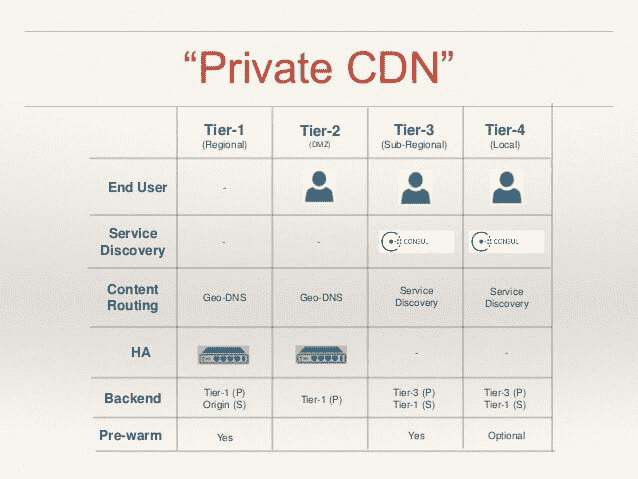 “Private CDN”
Tier-1 Tier-2 Tier-3 Tier-4
(Regional) (DMZ) (Sub-Regional) (Local)
End User -
Service
Discovery - - CONSUL CONSUL
Content
Routing Geo-DNS Geo-DNS Service
Discovery Service
Discovery
HA - -
Backend Tier-1 (P)
Origin (S) Tier-1 (P) Tier-3 (P)
Tier-1 (S) Tier-3 (P)
Tier-1 (S)
Pre-warm Yes Yes Optional